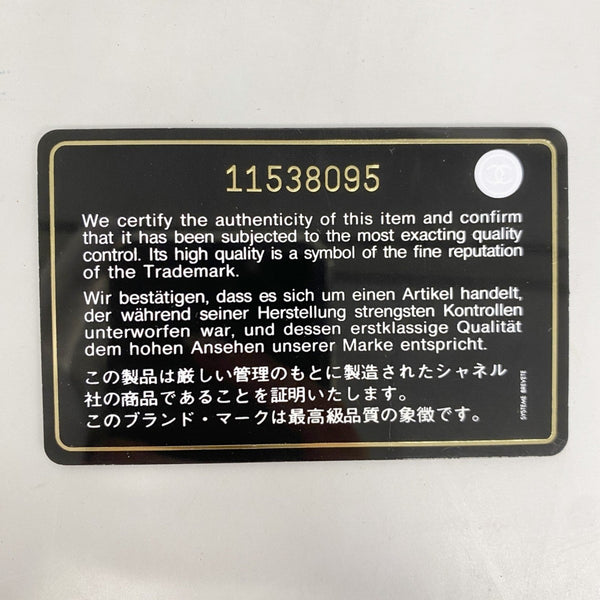 11538095
We certify the authenticity of this item and confirm
that it has been subjected to the most exacting quality
control. Its high quality is a symbol of the fine reputation
of the Trademark.
Wir bestätigen, dass es sich um einen Artikel handelt,
der während seiner Herstellung strengsten Kontrollen
unterworfen war, und dessen erstklassige Qualität
dem hohen Ansehen unserer Marke entspricht.
この製品は厳しい管理のもとに製造されたシャネル
社の商品であることを証明いたします。
このブランド・マークは最高級品質の象徴です。
SYSTEME BREVETE